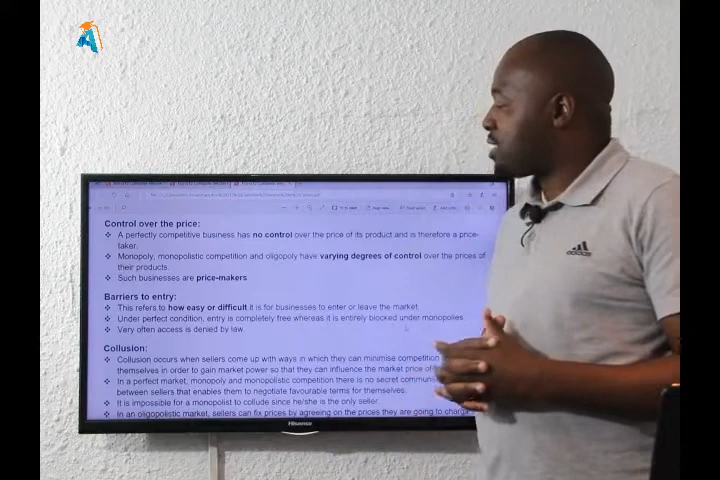 Control over the price:
❖ A perfectly competitive business has no control over the price of its product and is therefore a price-
taker.
❖ Monopoly, monopolistic competition and oligopoly have varying degrees of control over the prices of
their products.
❖ Such businesses are price-makers
Barriers to entry:
❖ This refers to how easy or difficult it is for businesses to enter or leave the market.
❖ Under perfect condition, entry is completely free whereas it is entirely blocked under monopolies
❖ Very often access is denied by law.
Collusion:
❖ Collusion occurs when sellers come up with ways in which they can minimise competition
themselves in order to gain market power so that they can influence the market price of
❖ In a perfect market, monopoly and monopolistic competition there is no secret
between sellers that enables them to negotiate favourable terms for themselves.
❖ It is impossible for a monopolist to collude since he/she is the only seller.
❖ In an oligopolistic market, sellers can fix prices by agreeing on the prices they are going to
Hisense
adidas